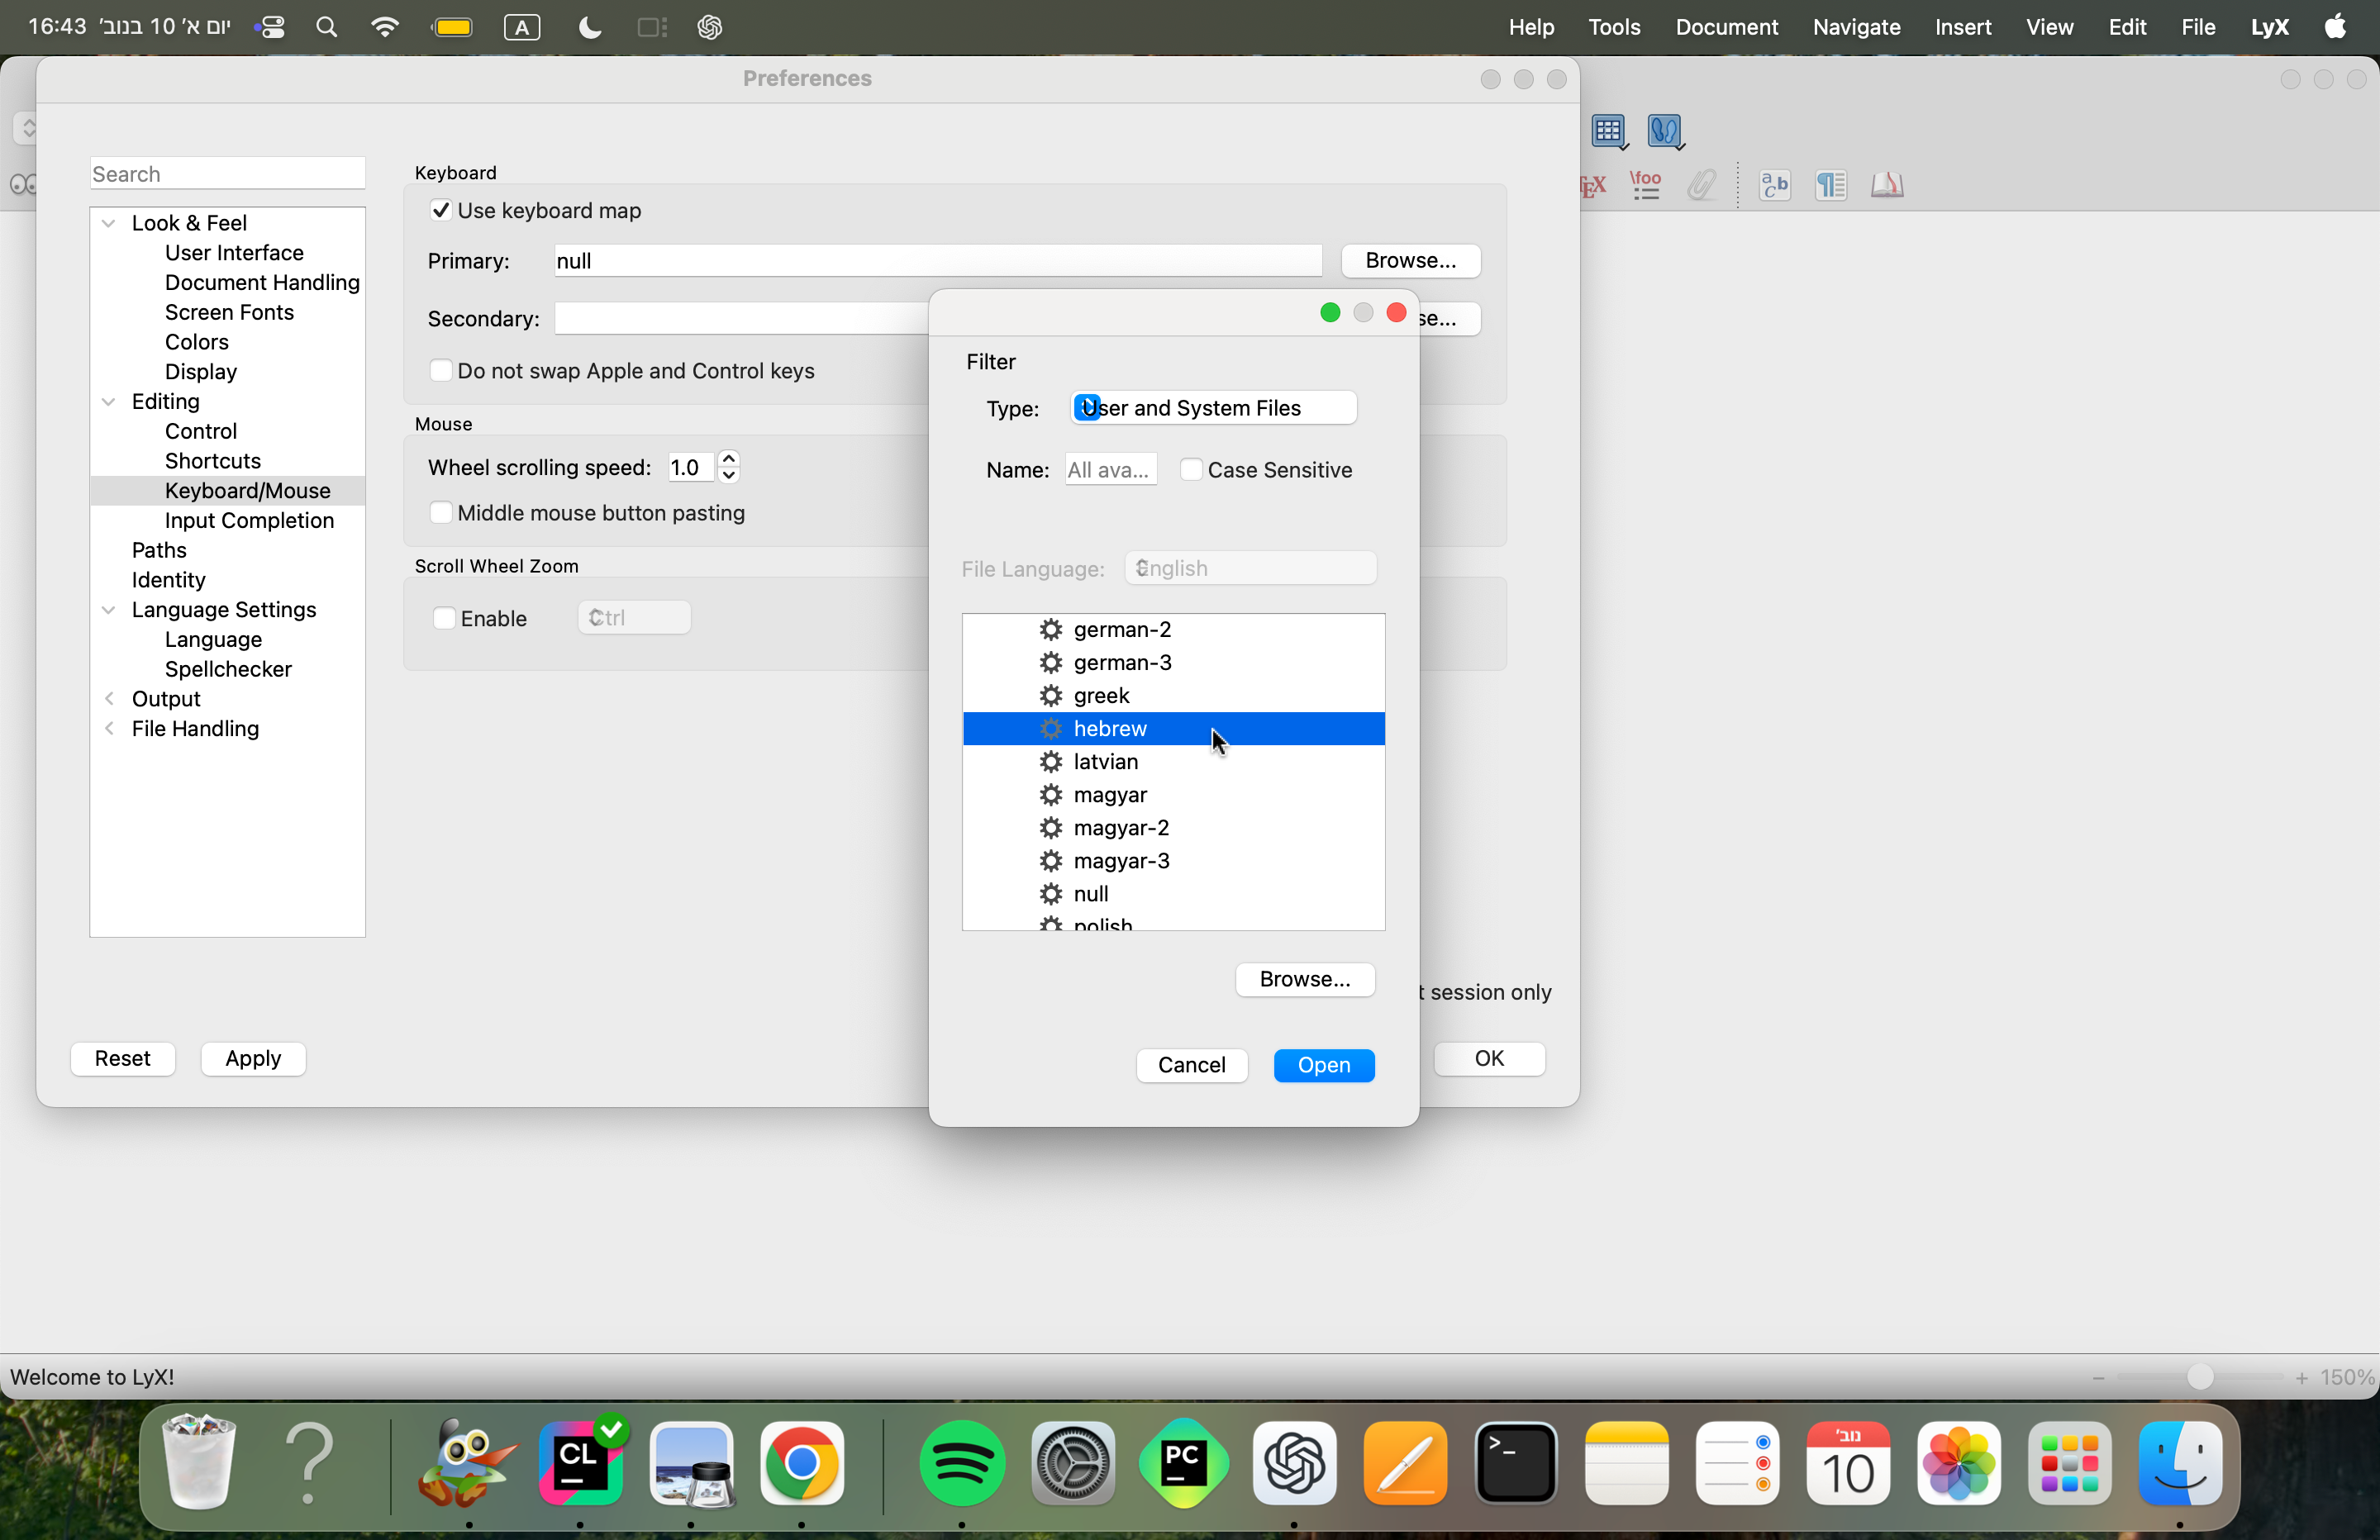 16:43 יום א׳ 10 בנוב׳ A Help Tools Document Navigate Insert View Edit File LyX
Preferences
Search
Look & Feel
User Interface
Document Handling
Screen Fonts
Colors
Display
Editing
Control
Shortcuts
Keyboard/Mouse
Input Completion
Paths
Identity
Language Settings
Language
Spellchecker
Output
File Handling
Keyboard
Use keyboard map
Primary: null Browse...
Secondary: se...
Do not swap Apple and Control keys
Mouse
Wheel scrolling speed: 1.0
Middle mouse button pasting
Scroll Wheel Zoom
Enable Ctrl
\foo
Filter
Type: User and System Files
Name: All ava... Case Sensitive
File Language: English
german-2
german-3
greek
hebrew
latvian
magyar
magyar-2
magyar-3
null
polish
Browse...
Cancel Open
t session only
Reset Apply OK
Welcome to LyX! 150%
CL PC נוב׳ 10